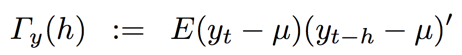 Γ_y(h) := E(y_t − μ)(y_{t−h} − μ)′